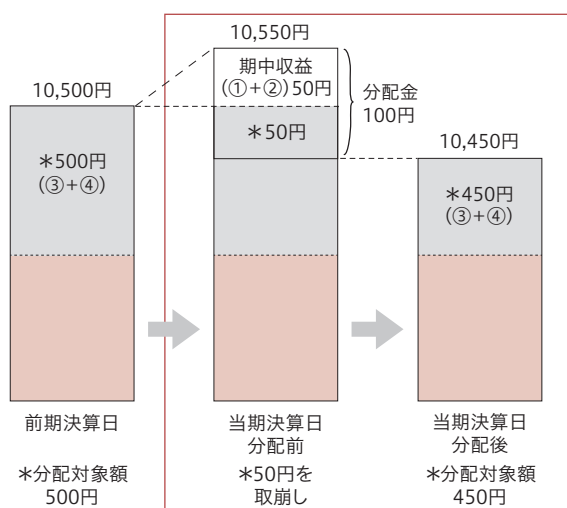 10,550円
期中収益
(①+②)50円
分配金
100円
10,500円
＊50円
10,450円
＊500円
(③+④)
＊450円
(③+④)
前期決算日
当期決算日
分配前
当期決算日
分配後
＊分配対象額
500円
＊50円を
取崩し
＊分配対象額
450円